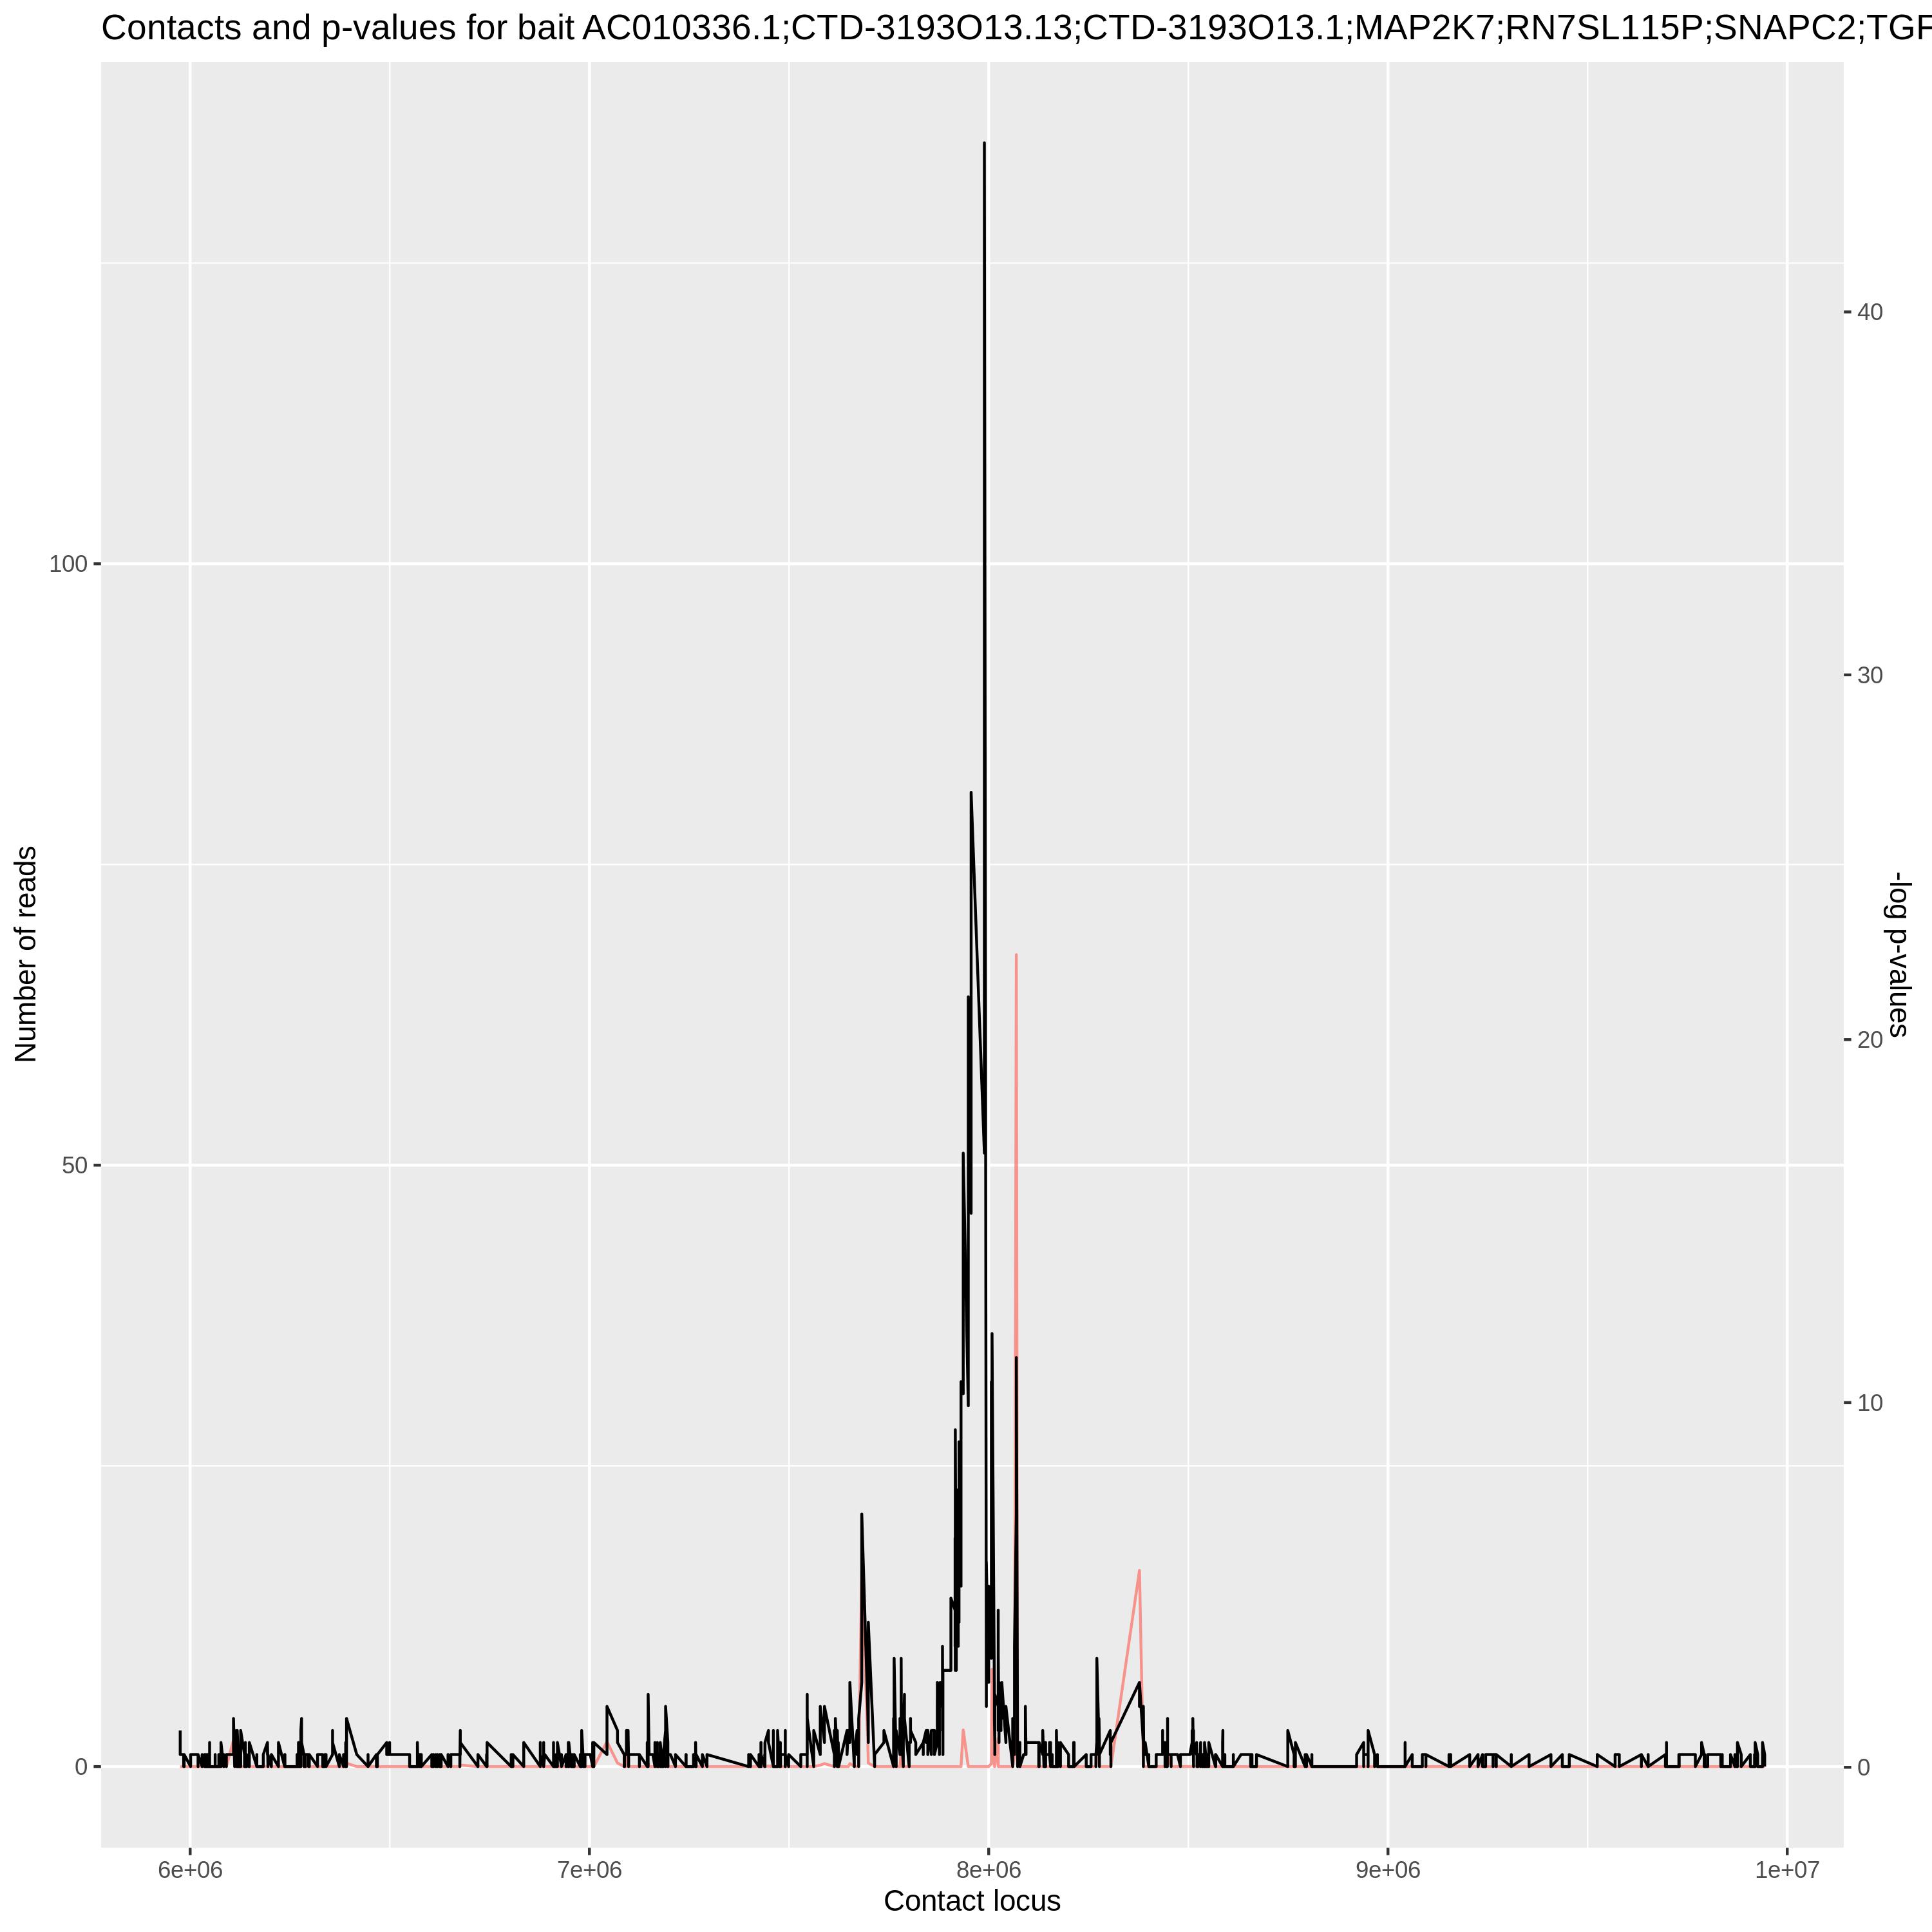 Contacts and p-values for bait AC010336.1;CTD-3193O13.13;CTD-3193O13.1;MAP2K7;RN7SL115P;SNAPC2;TGF
Number of reads
100
50
0
40
30
20
10
0
-log p-values
6e+06 7e+06 8e+06 9e+06 1e+07
Contact locus